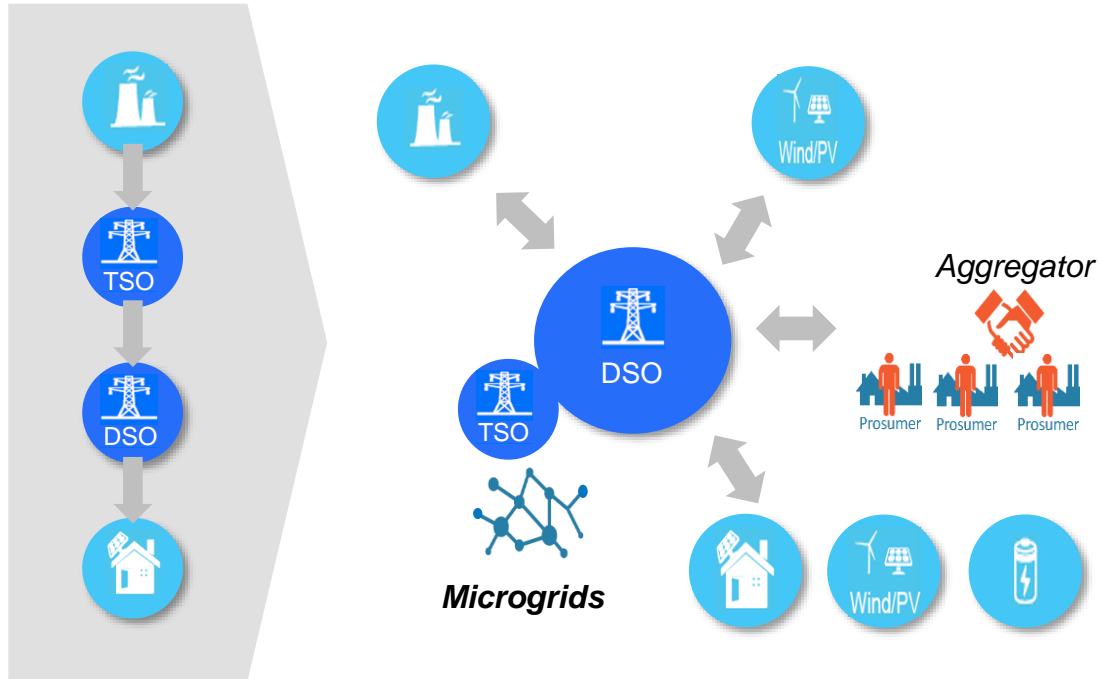 TSO
DSO
Wind/PV
DSO
TSO
Aggregator
Prosumer
Prosumer
Prosumer
Microgrids
Wind/PV